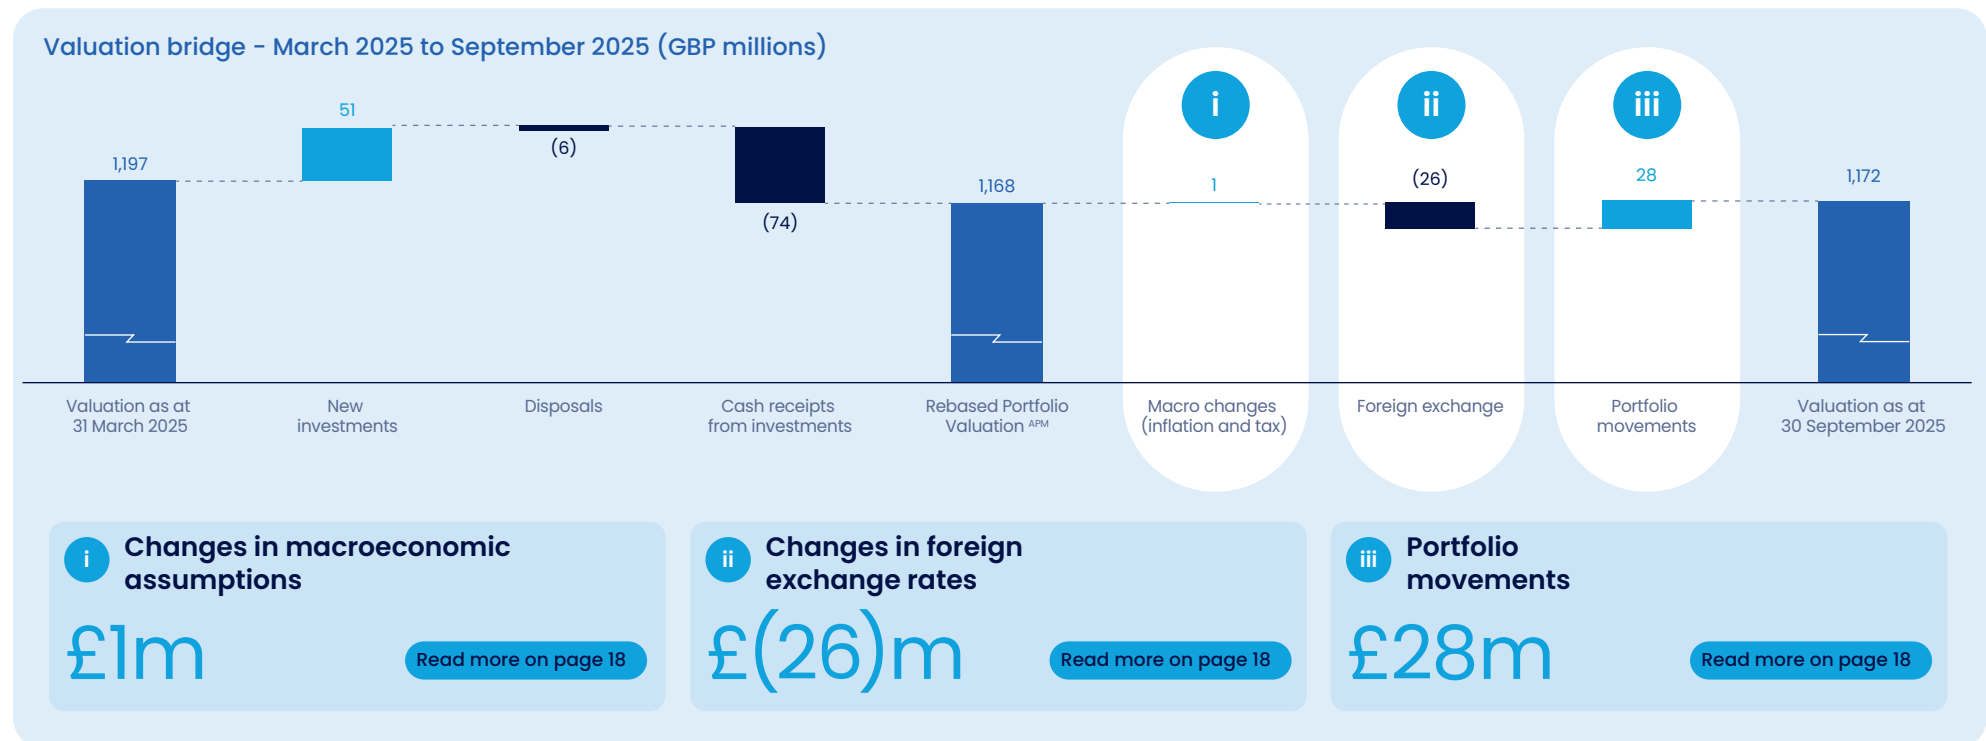 Valuation bridge - March 2025 to September 2025 (GBP millions)
1,197
51
(6)
(74)
1,168
i
1
ii
(26)
iii
28
1,172
Valuation as at
31 March 2025
New
investments
Disposals
Cash receipts
from investments
Rebased Portfolio
Valuation APM
Macro changes
(inflation and tax)
Foreign exchange
Portfolio
movements
Valuation as at
30 September 2025
i
Changes in macroeconomic
assumptions
£1m
Read more on page 18
ii
Changes in foreign
exchange rates
£(26)m
Read more on page 18
iii
Portfolio
movements
£28m
Read more on page 18